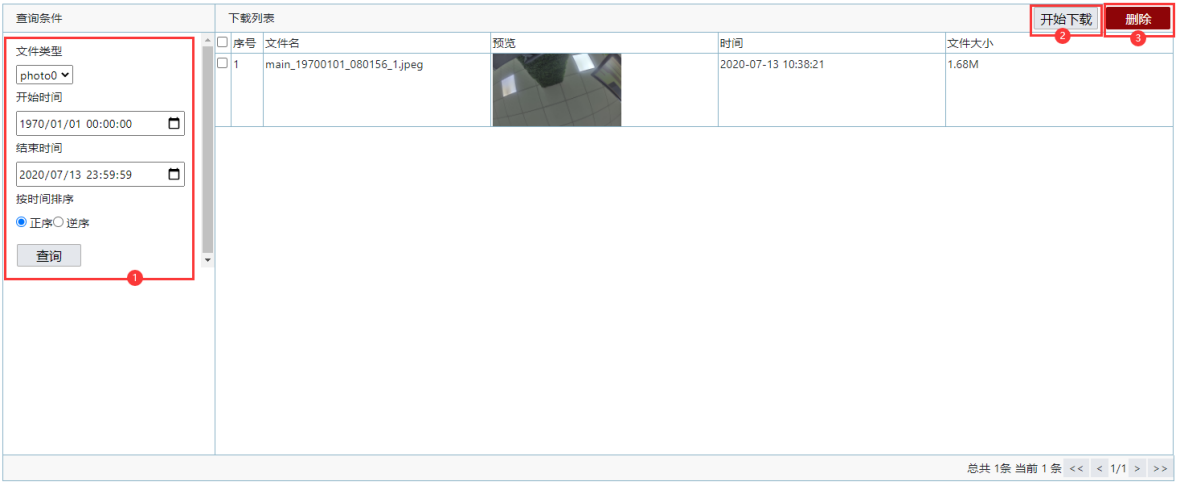 查询条件
下载列表
开始下载
删除
2
3
文件类型
photo0
开始时间
1970/01/01 00:00:00
结束时间
2020/07/13 23:59:59
按时间排序
正序 逆序
查询
1
序号 文件名 预览 时间 文件大小
1 main_19700101_080156_1.jpeg 2020-07-13 10:38:21 1.68M
总共 1条 当前 1 条 << < 1/1 > >>